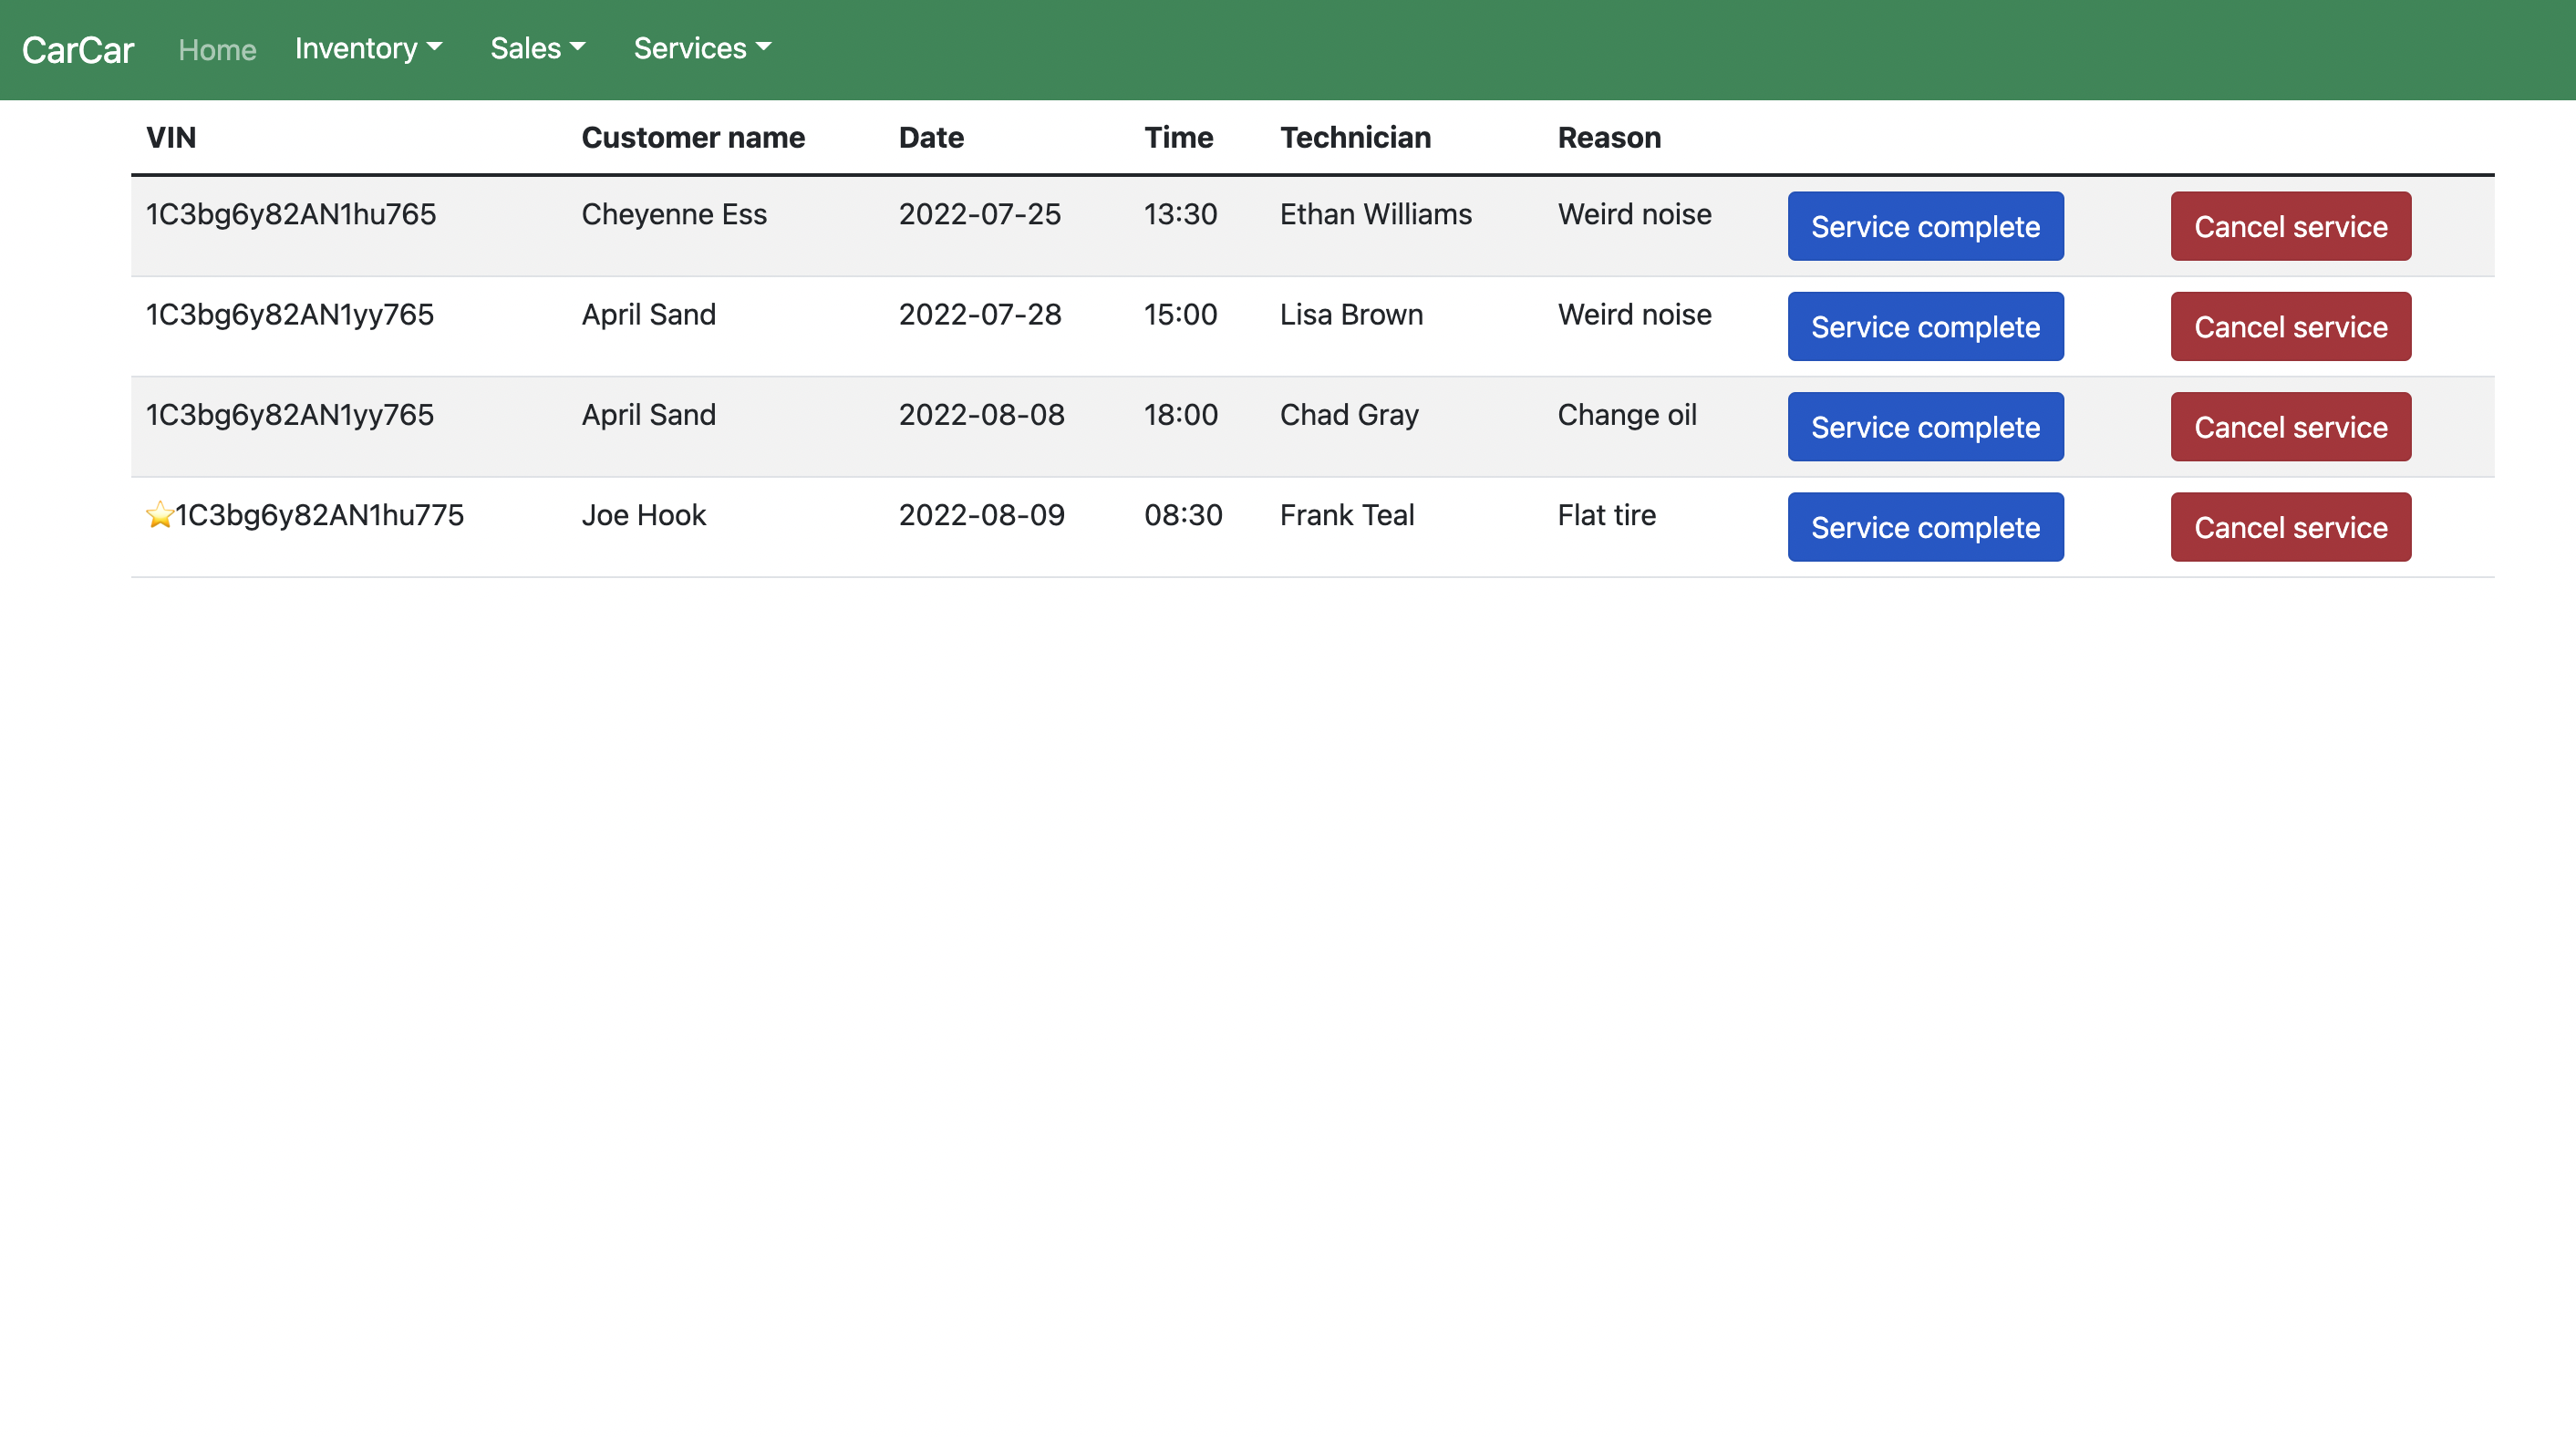 CarCar Home Inventory Sales Services
VIN Customer name Date Time Technician Reason
1C3bg6y82AN1hu765 Cheyenne Ess 2022-07-25 13:30 Ethan Williams Weird noise Service complete Cancel service
1C3bg6y82AN1yy765 April Sand 2022-07-28 15:00 Lisa Brown Weird noise Service complete Cancel service
1C3bg6y82AN1yy765 April Sand 2022-08-08 18:00 Chad Gray Change oil Service complete Cancel service
⭐1C3bg6y82AN1hu775 Joe Hook 2022-08-09 08:30 Frank Teal Flat tire Service complete Cancel service